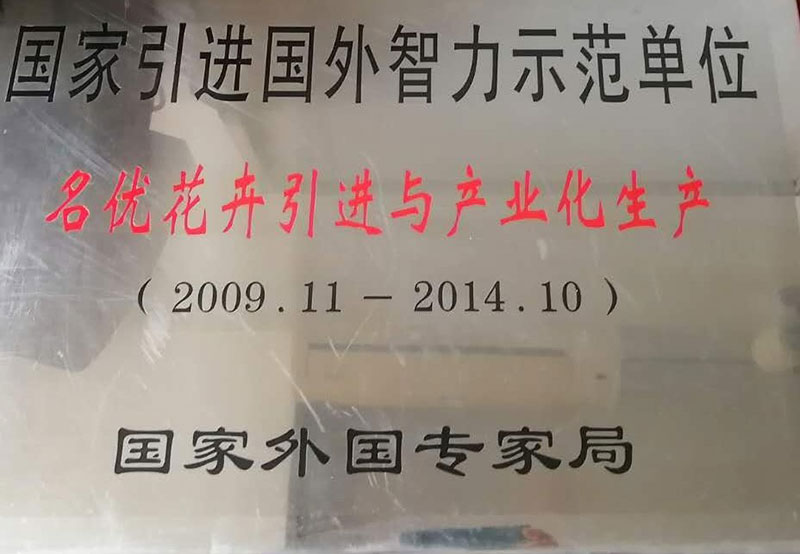 国家引进国外智力示范单位
名优花卉引进与产业化生产
（2009.11－2014.10）
国家外国专家局